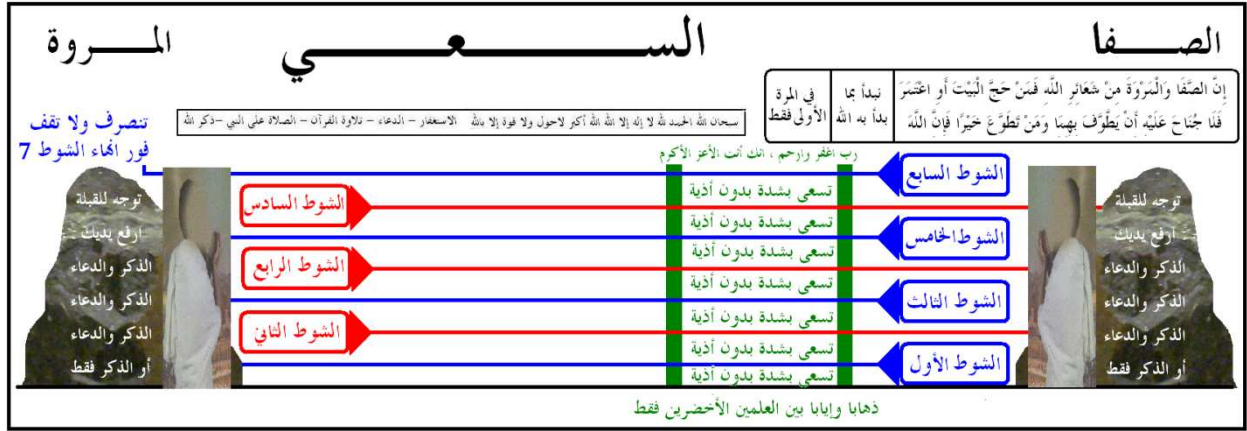 الصفا
السعي
المروة
إِنَّ الصَّفَا وَالْمَرْوَةَ مِنْ شَعَائِرِ اللَّهِ فَمَنْ حَجَّ الْبَيْتَ أَوِ اعْتَمَرَ
فَلَا جُنَاحَ عَلَيْهِ أَنْ يَطَّوَّفَ بِهِمَا وَمَنْ تَطَوَّعَ خَيْرًا فَإِنَّ اللَّهَ
نبدأ بما
بدأ به الله
في المرة
الأولى فقط
سبحان الله الحمد لله لا إله إلا الله الله أكبر لاحول ولا قوة إلا بالله الاستغفار – الدعاء – تلاوة القرآن – الصلاة على النبي – ذكر الله
تنصرف ولا تقف
فور انهاء الشوط 7
رب اغفر وارحم ، انك أنت الأعز الأكرم
الشوط السابع
تسعى بشدة بدون أذية
الشوط السادس
تسعى بشدة بدون أذية
الشوط الخامس
تسعى بشدة بدون أذية
الشوط الرابع
تسعى بشدة بدون أذية
الشوط الثالث
تسعى بشدة بدون أذية
الشوط الثاني
تسعى بشدة بدون أذية
الشوط الأول
تسعى بشدة بدون أذية
توجه للقبلة
أرفع يديك
الذكر والدعاء
الذكر والدعاء
الذكر والدعاء
أو الذكر فقط
توجه للقبلة
ارفع يديك
الذكر والدعاء
الذكر والدعاء
الذكر والدعاء
أو الذكر فقط
ذهابا وإيابا بين العلمين الأخضرين فقط